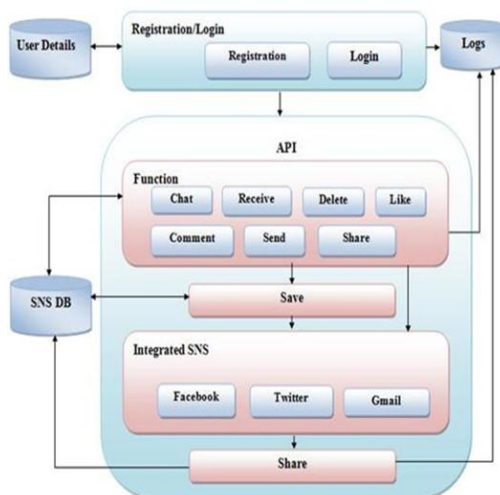 User Details
Registration/Login
Registration
Login
Logs
API
Function
Chat
Receive
Delete
Like
Comment
Send
Share
SNS DB
Save
Integrated SNS
Facebook
Twitter
Gmail
Share